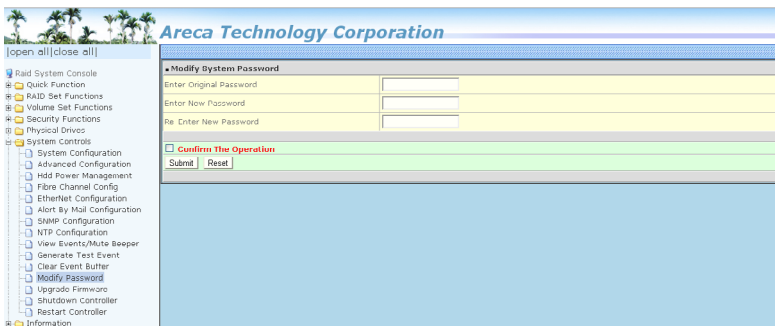 Areca Technology Corporation
|open all|close all|
Raid System Console
Quick Function
RAID Set Functions
Volume Set Functions
Security Functions
Physical Drives
System Controls
System Configuration
Advanced Configuration
Hdd Power Management
Fibre Channel Config
EtherNet Configuration
Alert By Mail Configuration
SNMP Configuration
NTP Configuration
View Events/Mute Beeper
Generate Test Event
Clear Event Buffer
Modify Password
Upgrade Firmware
Shutdown Controller
Restart Controller
Information
Modify System Password
Enter Original Password
Enter New Password
Re-Enter New Password
Confirm The Operation
Submit Reset